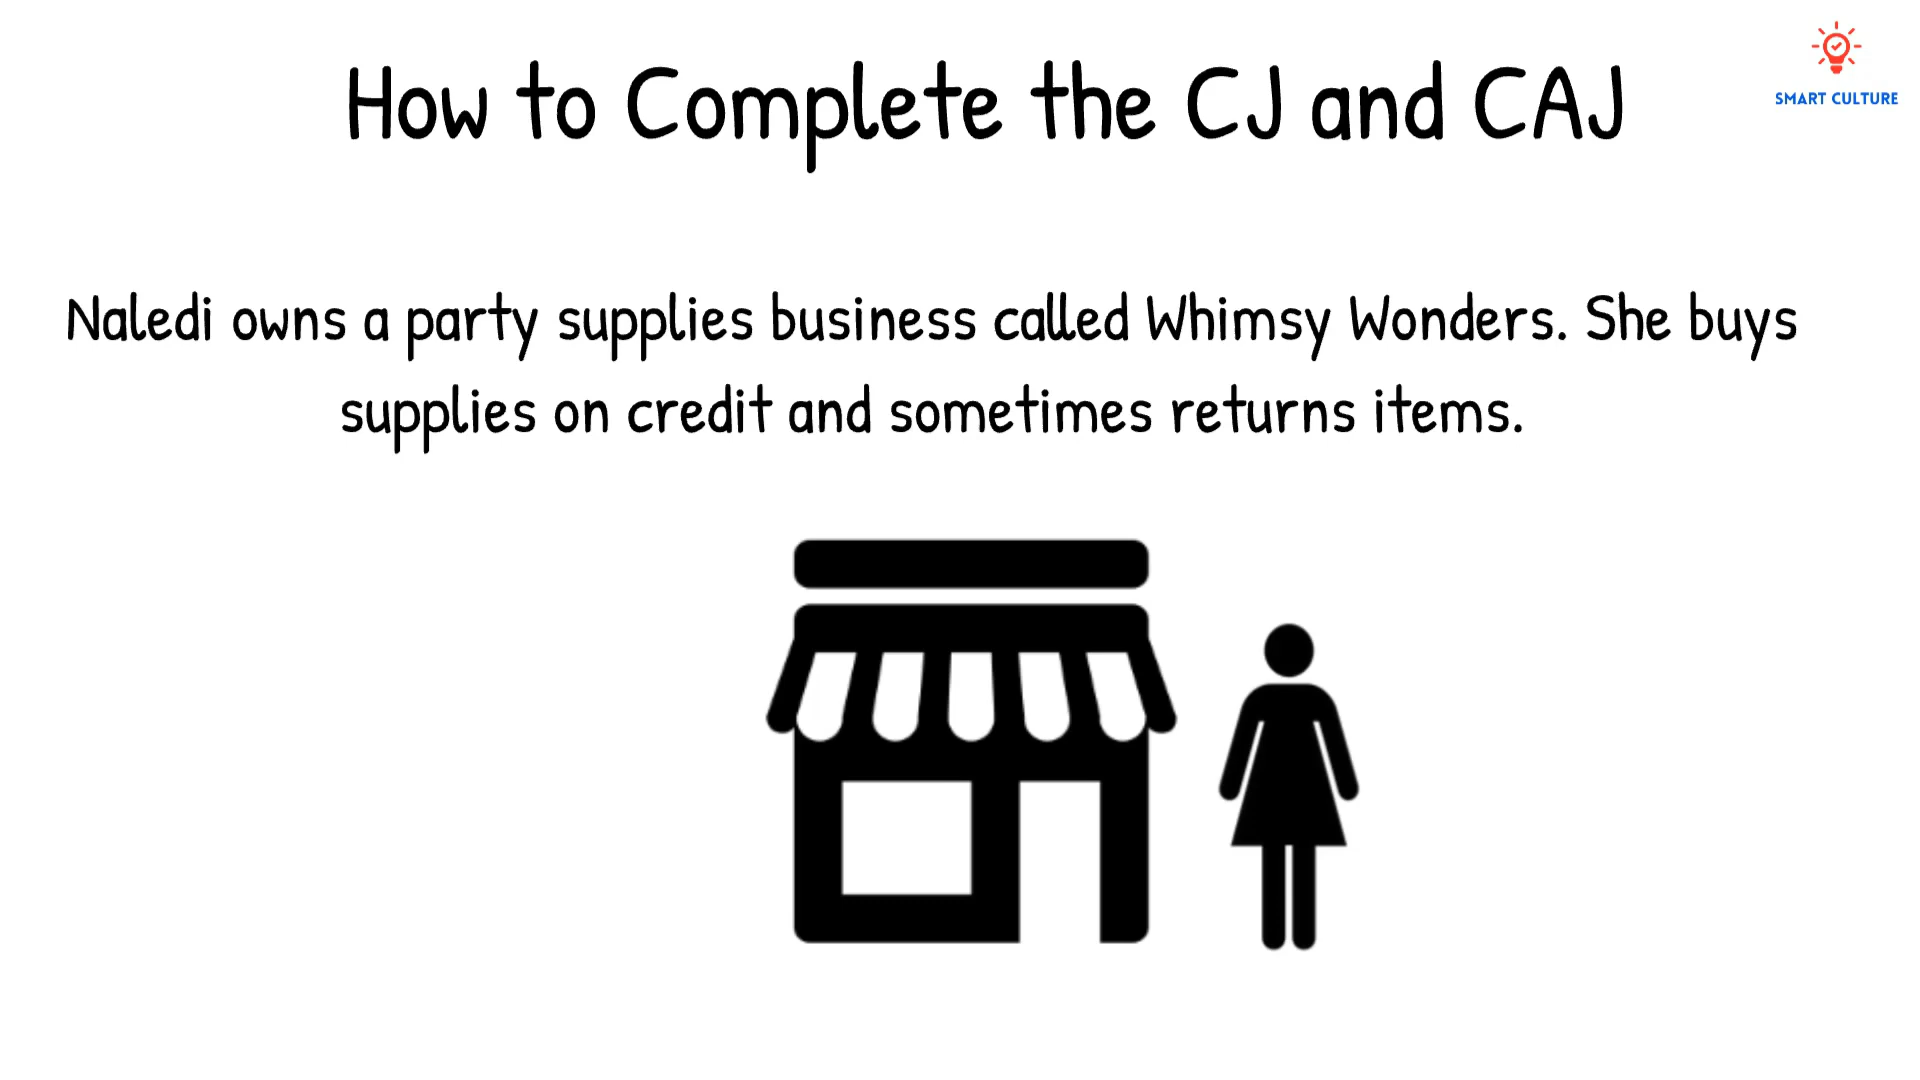 How to Complete the CJ and CAJ
SMART CULTURE
Naledi owns a party supplies business called Whimsy Wonders. She buys
supplies on credit and sometimes returns items.